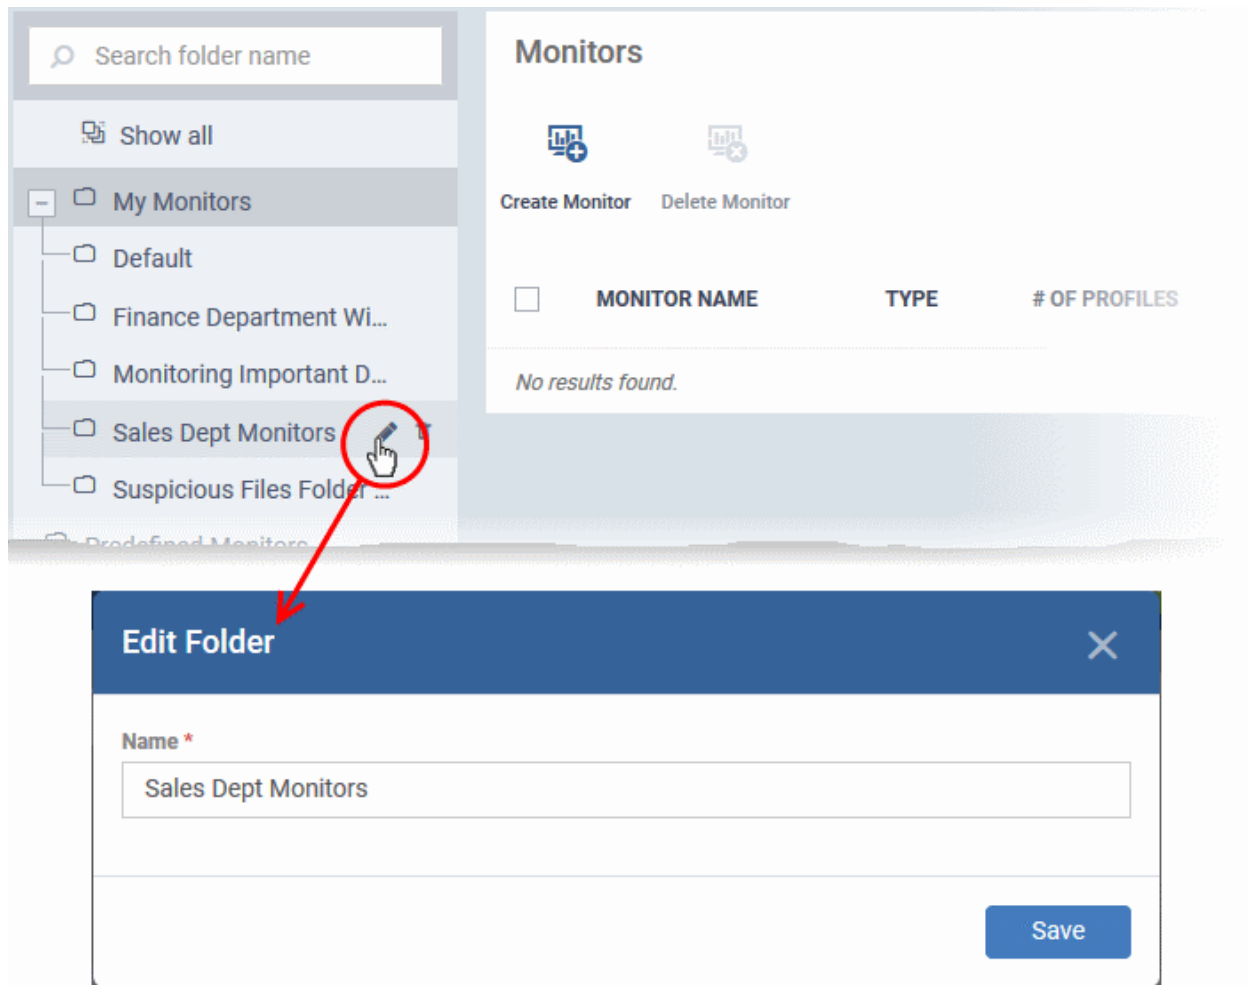 Search folder name
Show all
My Monitors
Default
Finance Department Wi...
Monitoring Important D...
Sales Dept Monitors
Suspicious Files Folder ...
Predefined Monitors
Monitors
Create Monitor
Delete Monitor
MONITOR NAME
TYPE
# OF PROFILES
No results found.
Edit Folder
Name *
Sales Dept Monitors
Save